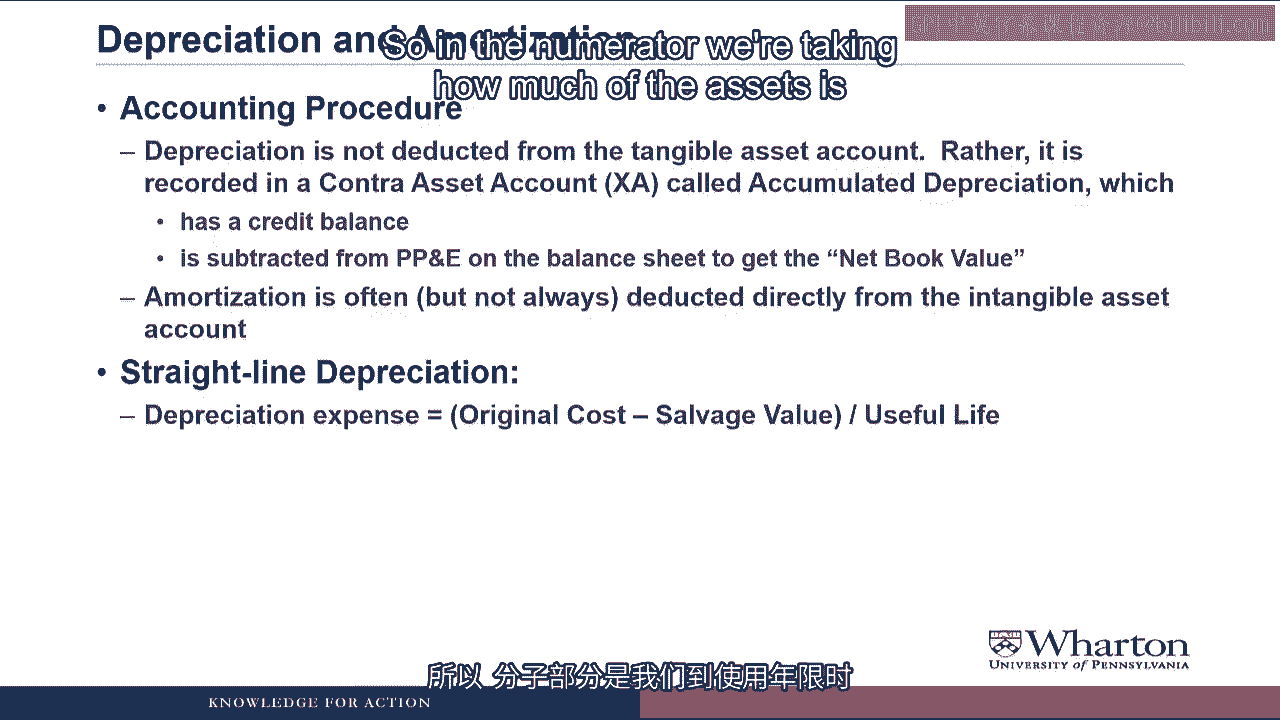 Depreciation and Amortization
So in the numerator we're taking
how much of the assets is
• Accounting Procedure
– Depreciation is not deducted from the tangible asset account. Rather, it is
recorded in a Contra Asset Account (XA) called Accumulated Depreciation, which
• has a credit balance
• is subtracted from PP&E on the balance sheet to get the “Net Book Value”
– Amortization is often (but not always) deducted directly from the intangible asset
account
• Straight-line Depreciation:
– Depreciation expense = (Original Cost – Salvage Value) / Useful Life
Wharton
UNIVERSITY of PENNSYLVANIA
所以 分子部分是我们到使用年限时
KNOWLEDGE FOR ACTION